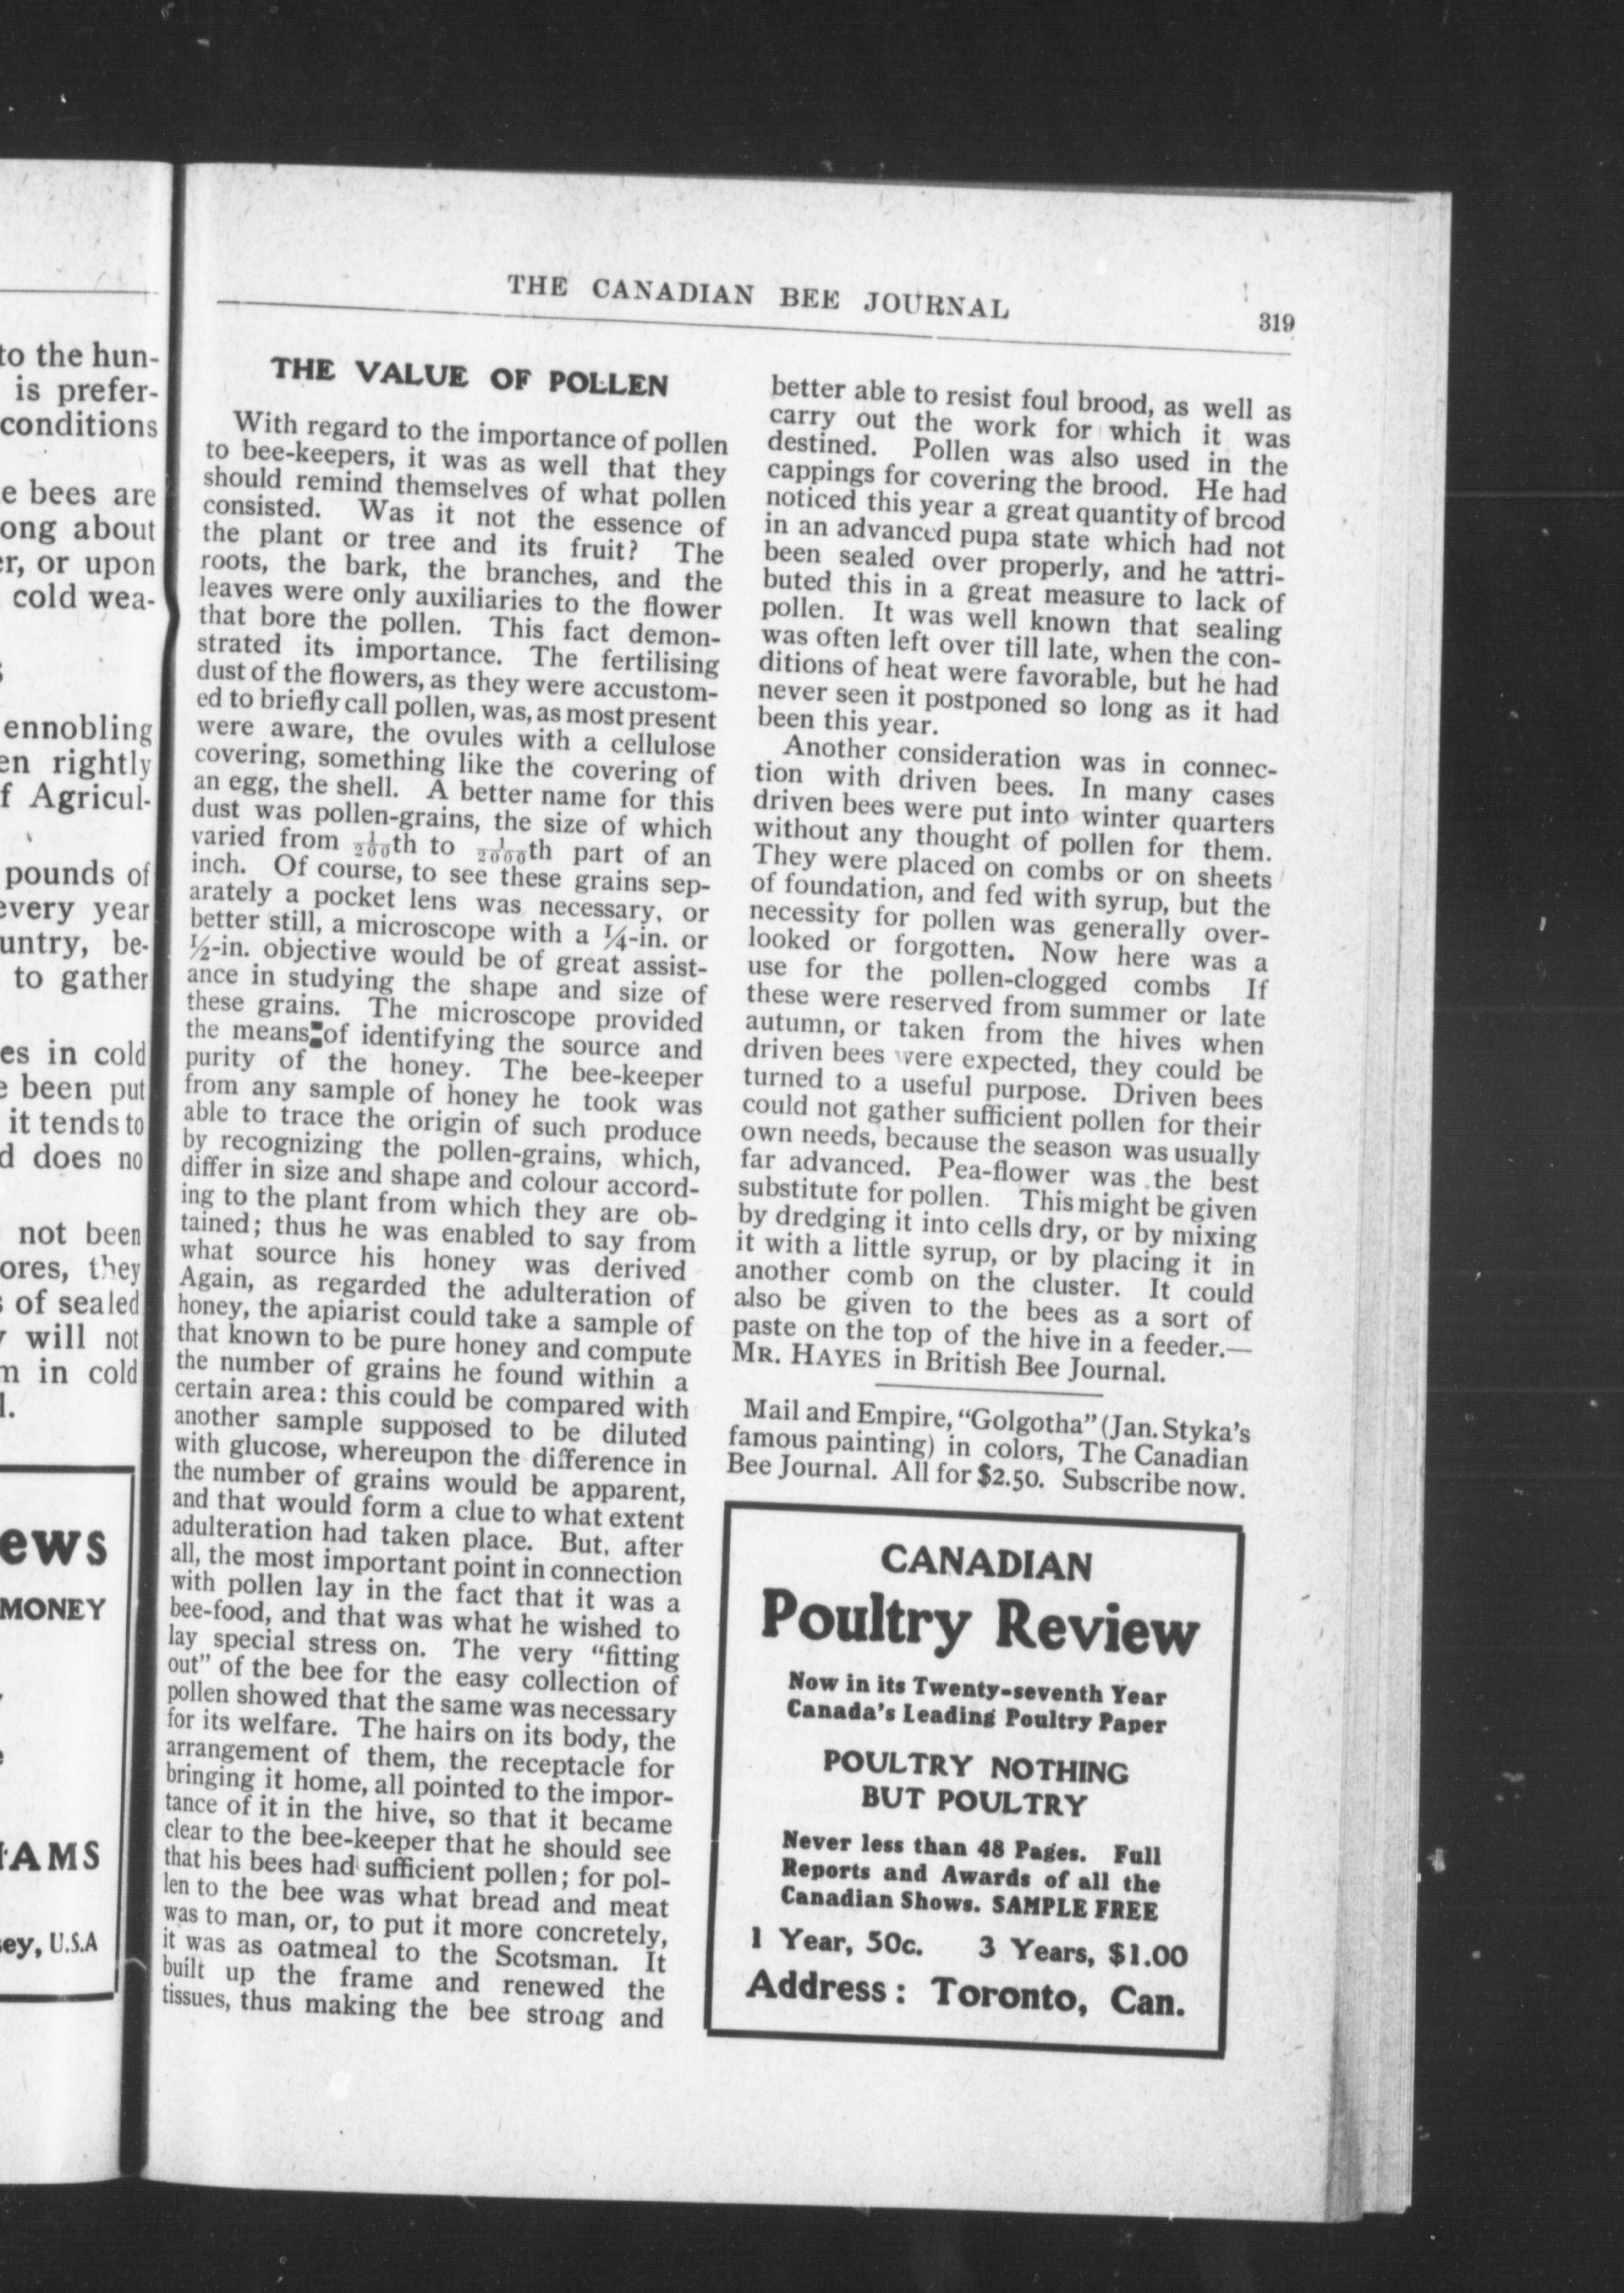 to the hun-
is prefer-
conditions
e bees are
ong about
er, or upon
cold wea-
ennobling
en rightly
f Agricul-
pounds of
every year
untry, be-
to gather
es in cold
e been put
it tends to
d does no
not been
ores, they
s of sealed
y will not
m in cold
l.
ews
MONEY
AMS
ey, U.S.A
THE CANADIAN BEE JOURNAL
319
THE VALUE OF POLLEN
With regard to the importance of pollen
to bee-keepers, it was as well that they
should remind themselves of what pollen
consisted. Was it not the essence of
the plant or tree and its fruit? The
roots, the bark, the branches, and the
leaves were only auxiliaries to the flower
that bore the pollen. This fact demon-
strated its importance. The fertilising
dust of the flowers, as they were accustom-
ed to briefly call pollen, was, as most present
were aware, the ovules with a cellulose
covering, something like the covering of
an egg, the shell. A better name for this
dust was pollen-grains, the size of which
varied from 1/200th to 1/2000th part of an
inch. Of course, to see these grains sep-
arately a pocket lens was necessary, or
better still, a microscope with a ¼-in. or
½-in. objective would be of great assist-
ance in studying the shape and size of
these grains. The microscope provided
the means of identifying the source and
purity of the honey. The bee-keeper
from any sample of honey he took was
able to trace the origin of such produce
by recognizing the pollen-grains, which,
differ in size and shape and colour accord-
ing to the plant from which they are ob-
tained; thus he was enabled to say from
what source his honey was derived
Again, as regarded the adulteration of
honey, the apiarist could take a sample of
that known to be pure honey and compute
the number of grains he found within a
certain area: this could be compared with
another sample supposed to be diluted
with glucose, whereupon the difference in
the number of grains would be apparent,
and that would form a clue to what extent
adulteration had taken place. But, after
all, the most important point in connection
with pollen lay in the fact that it was a
bee-food, and that was what he wished to
lay special stress on. The very "fitting
out" of the bee for the easy collection of
pollen showed that the same was necessary
for its welfare. The hairs on its body, the
arrangement of them, the receptacle for
bringing it home, all pointed to the impor-
tance of it in the hive, so that it became
clear to the bee-keeper that he should see
that his bees had sufficient pollen; for pol-
len to the bee was what bread and meat
was to man, or, to put it more concretely,
it was as oatmeal to the Scotsman. It
built up the frame and renewed the
tissues, thus making the bee strong and
better able to resist foul brood, as well as
carry out the work for which it was
destined. Pollen was also used in the
cappings for covering the brood. He had
noticed this year a great quantity of brood
in an advanced pupa state which had not
been sealed over properly, and he attri-
buted this in a great measure to lack of
pollen. It was well known that sealing
was often left over till late, when the con-
ditions of heat were favorable, but he had
never seen it postponed so long as it had
been this year.
Another consideration was in connec-
tion with driven bees. In many cases
driven bees were put into winter quarters
without any thought of pollen for them.
They were placed on combs or on sheets
of foundation, and fed with syrup, but the
necessity for pollen was generally over-
looked or forgotten. Now here was a
use for the pollen-clogged combs If
these were reserved from summer or late
autumn, or taken from the hives when
driven bees were expected, they could be
turned to a useful purpose. Driven bees
could not gather sufficient pollen for their
own needs, because the season was usually
far advanced. Pea-flower was the best
substitute for pollen. This might be given
by dredging it into cells dry, or by mixing
it with a little syrup, or by placing it in
another comb on the cluster. It could
also be given to the bees as a sort of
paste on the top of the hive in a feeder.—
MR. HAYES in British Bee Journal.
Mail and Empire, "Golgotha" (Jan. Styka's
famous painting) in colors, The Canadian
Bee Journal. All for $2.50. Subscribe now.
CANADIAN
Poultry Review
Now in its Twenty-seventh Year
Canada's Leading Poultry Paper
POULTRY NOTHING
BUT POULTRY
Never less than 48 Pages. Full
Reports and Awards of all the
Canadian Shows. SAMPLE FREE
1 Year, 50c. 3 Years, $1.00
Address: Toronto, Can.